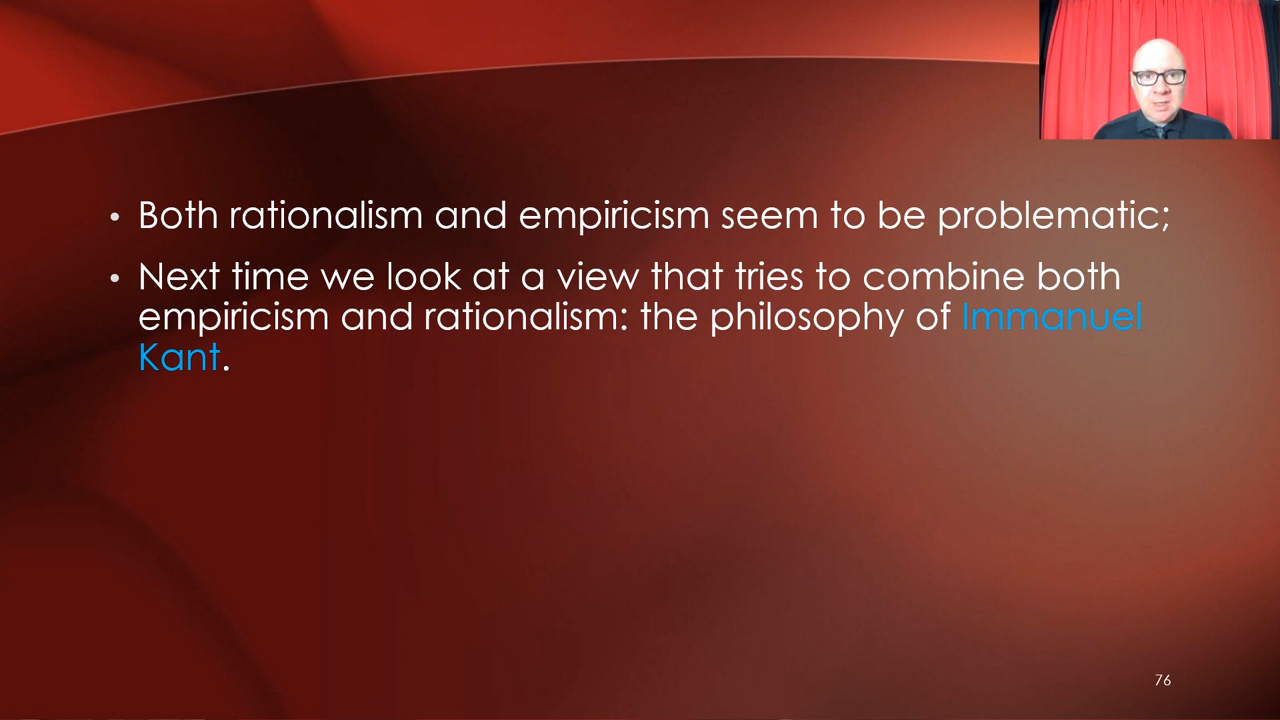 • Both rationalism and empiricism seem to be problematic;
• Next time we look at a view that tries to combine both
empiricism and rationalism: the philosophy of Immanuel
Kant.
76